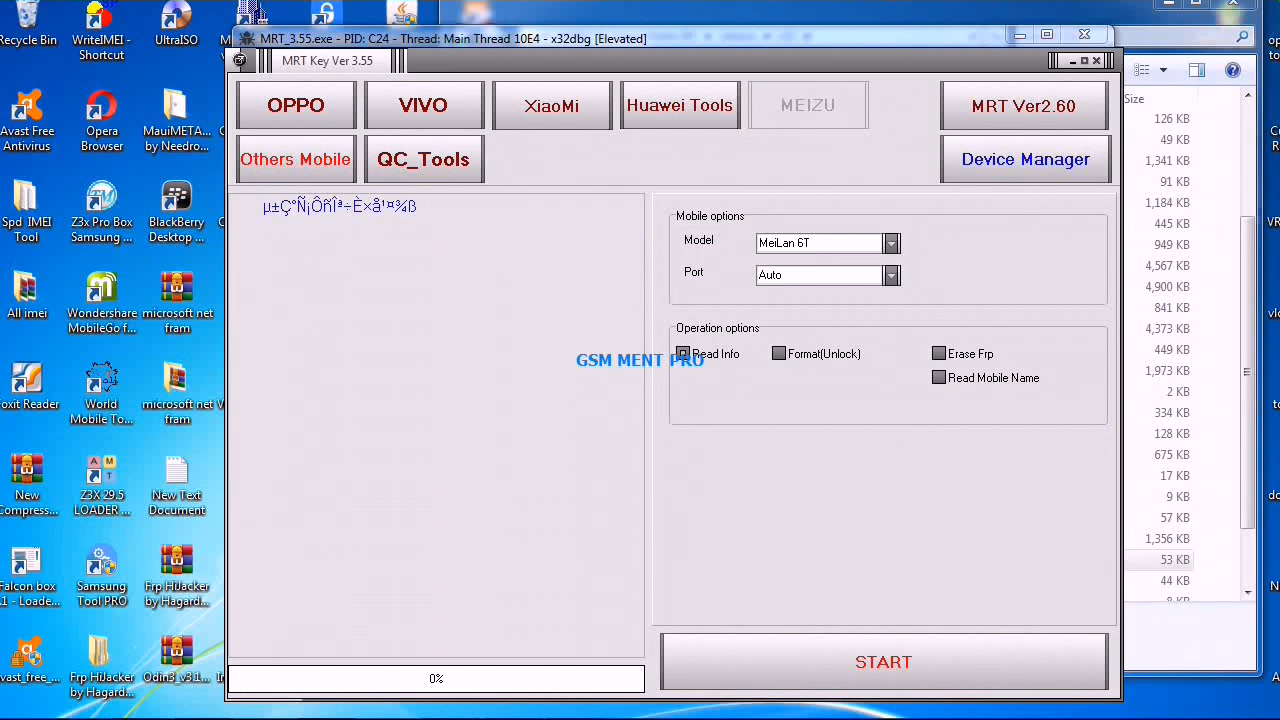 MRT_3.55.exe - PID: C24 - Thread: Main Thread 10E4 - x32dbg [Elevated]
MRT Key Ver 3.55
OPPO
VIVO
XiaoMi
Huawei Tools
MEIZU
MRT Ver2.60
Others Mobile
QC_Tools
Device Manager
µ±Ç°Ñ¡ÔñÎª÷È×å¹¤¾ß
Mobile options
Model
MeiLan 6T
Port
Auto
Operation options
Read Info
Format(Unlock)
Erase Frp
Read Mobile Name
GSM MENT PRO
0%
START
Recycle Bin
WriteIMEI -
Shortcut
UltraISO
Avast Free
Antivirus
Opera
Browser
MauiMETA...
by Needro...
Spd IMEI
Tool
Z3x Pro Box
Samsung ...
BlackBerry
Desktop ...
All imei
Wondershare
MobileGo f...
microsoft net
fram
oxit Reader
World
Mobile To...
microsoft net
fram
New
Compress...
Z3X 29.5
LOADER ...
New Text
Document
Falcon box
.1 - Loade...
Samsung
Tool PRO
Frp HiJacker
by Hagard...
vast_free_...
Frp HiJacker
by Hagard...
Odin3_v3.1...
Size
126 KB
49 KB
1,341 KB
91 KB
1,184 KB
445 KB
949 KB
4,567 KB
4,900 KB
841 KB
4,373 KB
449 KB
1,973 KB
2 KB
334 KB
128 KB
675 KB
17 KB
9 KB
57 KB
1,356 KB
53 KB
44 KB